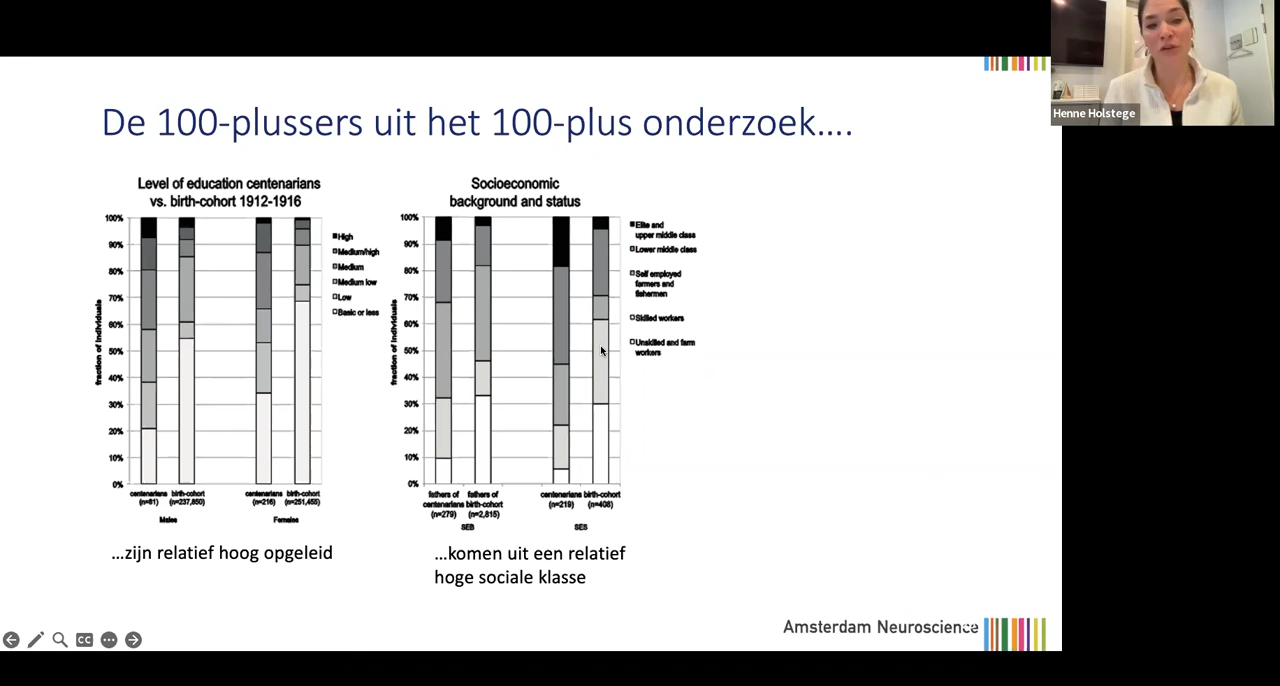 Henne Holstege
De 100-plussers uit het 100-plus onderzoek....
Level of education centenarians
vs. birth-cohort 1912-1916
fraction of individuals
100%
90%
80%
70%
60%
50%
40%
30%
20%
10%
0%
High
Medium/high
Medium
Medium low
Low
Basic or less
centenarians
(n=81)
birth-cohort
(n=237,850)
centenarians
(n=216)
birth-cohort
(n=251,455)
Males
Females
...zijn relatief hoog opgeleid
Socioeconomic
background and status
fraction of individuals
100%
90%
80%
70%
60%
50%
40%
30%
20%
10%
0%
Elite and
upper middle class
Lower middle class
Self employed
farmers and
fishermen
Skilled workers
Unskilled and farm
workers
fathers of
centenarians
(n=279)
fathers of
birth-cohort
(n=2,815)
centenarians
(n=219)
birth-cohort
(n=408)
SEB
SES
...komen uit een relatief
hoge sociale klasse
CC
Amsterdam Neuroscience